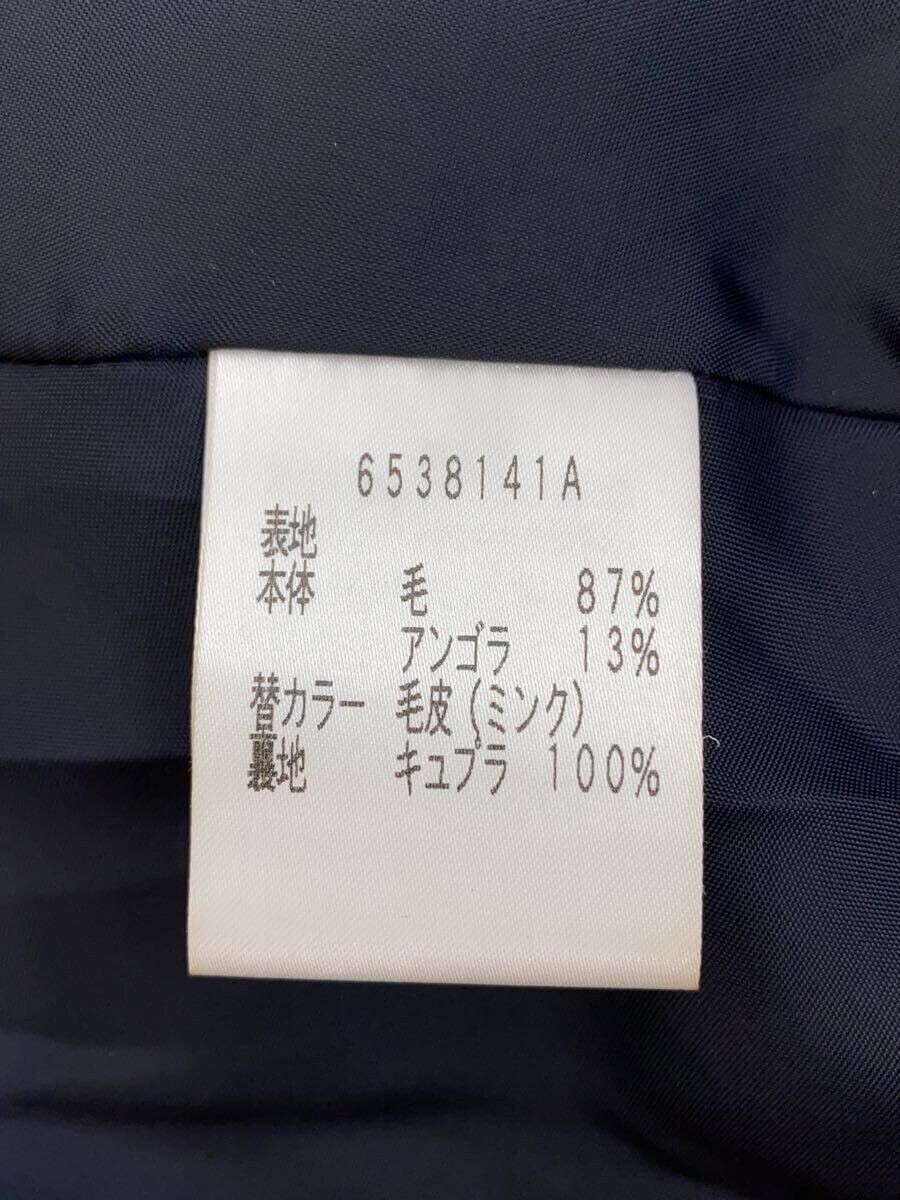 6538141A
表地
本体 毛 87%
アンゴラ 13%
替カラー 毛皮(ミンク)
裏地 キュプラ 100%